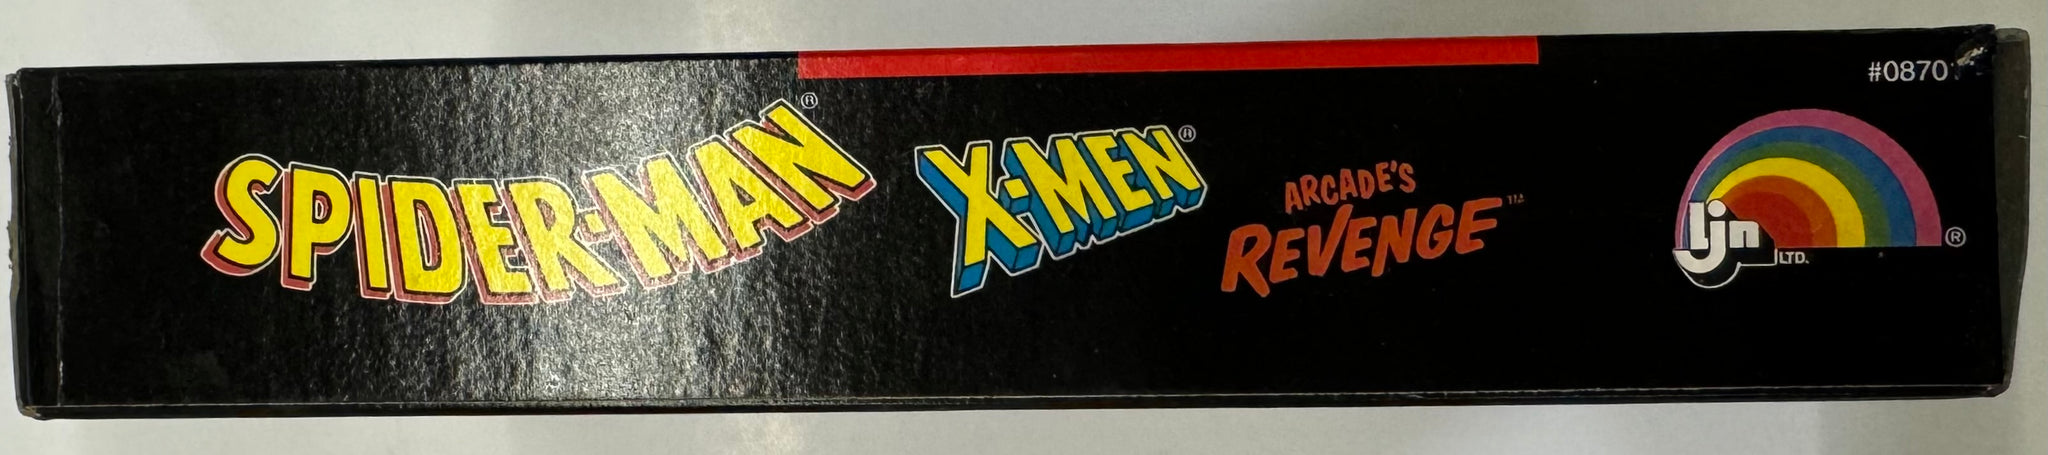 #0870
SPIDER-MAN®
X-MEN®
ARCADE'S
REVENGE™
ljn
LTD.
®